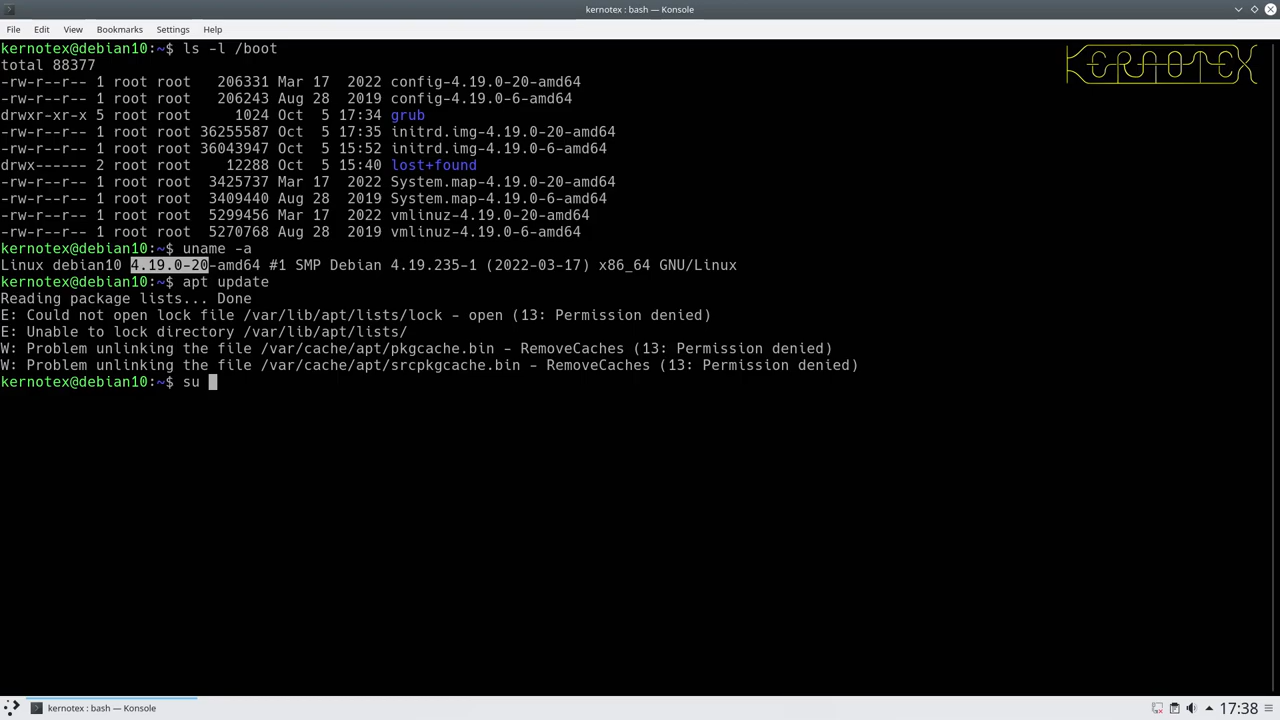 kernotex : bash — Konsole
File Edit View Bookmarks Settings Help
kernotex@debian10:~$ ls -l /boot
KERNOTEX
total 88377
-rw-r--r-- 1 root root   206331 Mar 17  2022 config-4.19.0-20-amd64
-rw-r--r-- 1 root root   206243 Aug 28  2019 config-4.19.0-6-amd64
drwxr-xr-x 5 root root     1024 Oct  5 17:34 grub
-rw-r--r-- 1 root root 36255587 Oct  5 17:35 initrd.img-4.19.0-20-amd64
-rw-r--r-- 1 root root 36043947 Oct  5 15:52 initrd.img-4.19.0-6-amd64
drwx------ 2 root root    12288 Oct  5 15:40 lost+found
-rw-r--r-- 1 root root  3425737 Mar 17  2022 System.map-4.19.0-20-amd64
-rw-r--r-- 1 root root  3409440 Aug 28  2019 System.map-4.19.0-6-amd64
-rw-r--r-- 1 root root  5299456 Mar 17  2022 vmlinuz-4.19.0-20-amd64
-rw-r--r-- 1 root root  5270768 Aug 28  2019 vmlinuz-4.19.0-6-amd64
kernotex@debian10:~$ uname -a
Linux debian10 4.19.0-20-amd64 #1 SMP Debian 4.19.235-1 (2022-03-17) x86_64 GNU/Linux
kernotex@debian10:~$ apt update
Reading package lists... Done
E: Could not open lock file /var/lib/apt/lists/lock - open (13: Permission denied)
E: Unable to lock directory /var/lib/apt/lists/
W: Problem unlinking the file /var/cache/apt/pkgcache.bin - RemoveCaches (13: Permission denied)
W: Problem unlinking the file /var/cache/apt/srcpkgcache.bin - RemoveCaches (13: Permission denied)
kernotex@debian10:~$ su
kernotex : bash — Konsole
17:38